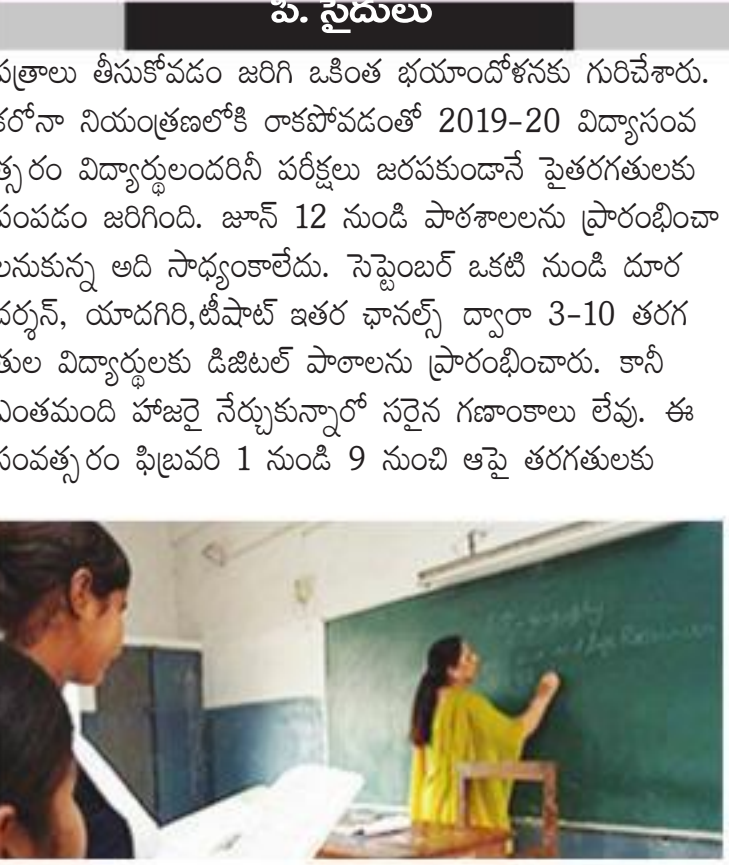 పి. సైదులు
పత్రాలు తీసుకోవడం జరిగి ఒకింత భయాందోళనకు గురిచేశారు.
కరోనా నియంత్రణలోకి రాకపోవడంతో 2019-20 విద్యాసంవ
త్సరం విద్యార్థులందరినీ పరీక్షలు జరపకుండానే పైతరగతులకు
పంపడం జరిగింది. జూన్ 12 నుండి పాఠశాలలను ప్రారంభించా
లనుకున్న అది సాధ్యంకాలేదు. సెప్టెంబర్ ఒకటి నుండి దూర
దర్శన్, యాదగిరి,టీషాట్ ఇతర ఛానల్స్ ద్వారా 3-10 తరగ
తుల విద్యార్థులకు డిజిటల్ పాఠాలను ప్రారంభించారు. కానీ
ఎంతమంది హాజరై నేర్చుకున్నారో సరైన గణాంకాలు లేవు. ఈ
సంవత్సరం ఫిబ్రవరి 1 నుండి 9 నుంచి ఆపై తరగతులకు